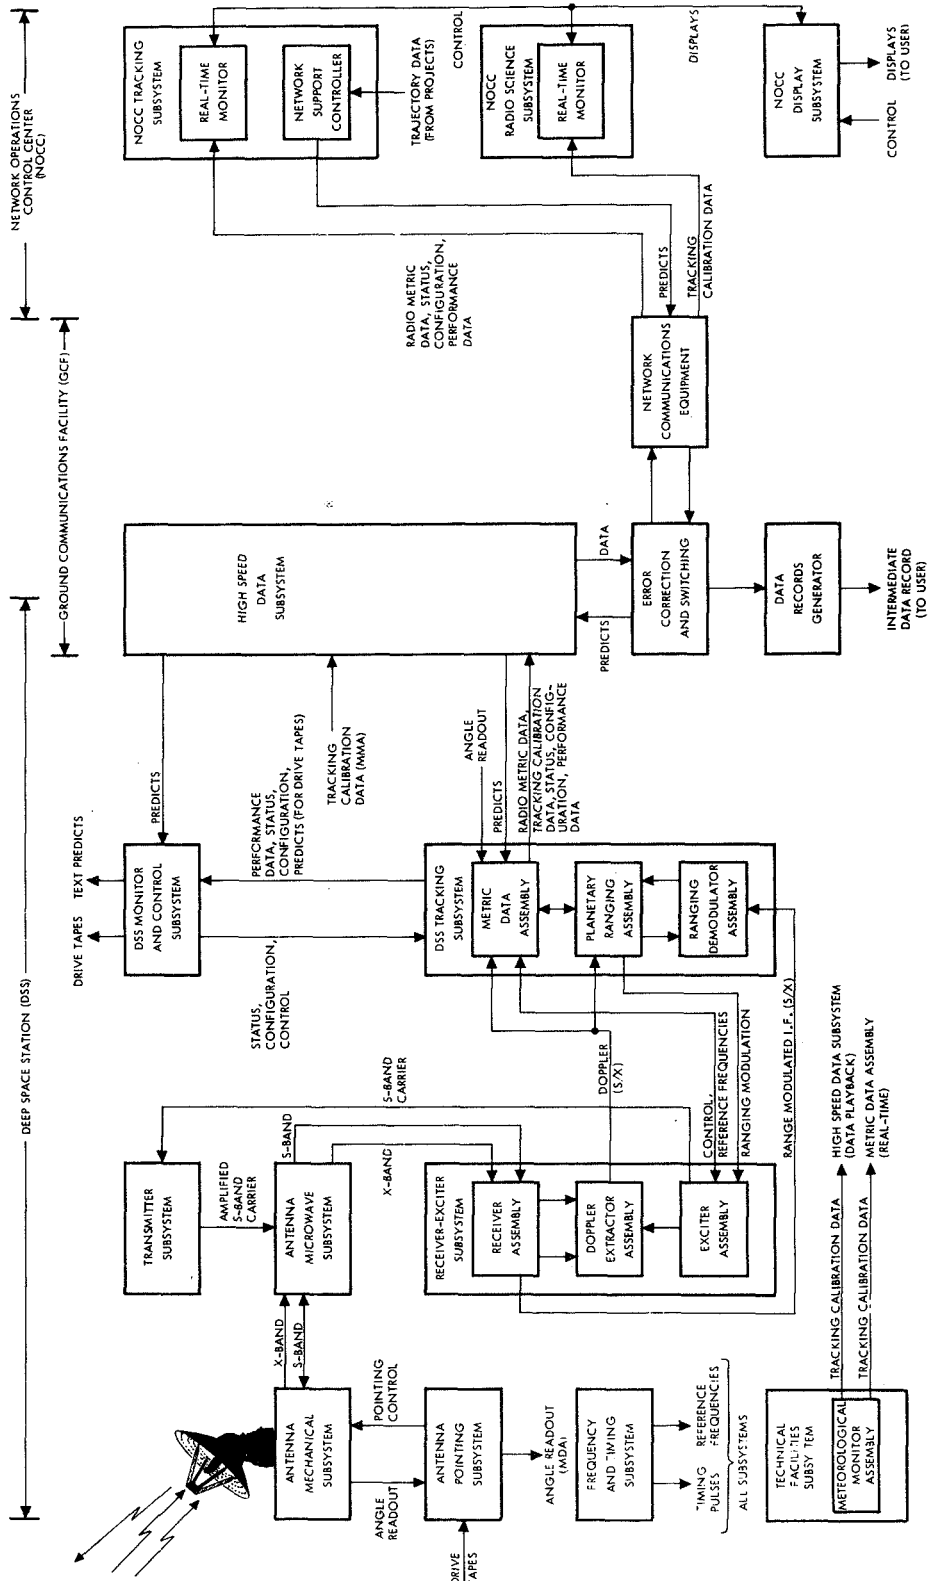 DEEP SPACE STATION (DSS)
GROUND COMMUNICATIONS FACILITY (GCF)
NETWORK OPERATIONS
CONTROL CENTER
(NOCC)
TRANSMITTER
SUBSYSTEM
AMPLIFIED
S-BAND
CARRIER
ANTENNA
MICROWAVE
SUBSYSTEM
X-BAND
S-BAND
ANTENNA
MECHANICAL
SUBSYSTEM
POINTING
CONTROL
ANGLE
READOUT
ANTENNA
POINTING
SUBSYSTEM
ANGLE READOUT
(MDA)
FREQUENCY
AND TIMING
SUBSYSTEM
TIMING
PULSES
REFERENCE
FREQUENCIES
ALL SUBSYSTEMS
TECHNICAL
METEOROLOGICAL
MONITOR
ASSEMBLY
TRACKING CALIBRATION DATA
HIGH SPEED DATA SUBSYSTEM
(DATA PLAYBACK)
TRACKING CALIBRATION DATA
METRIC DATA ASSEMBLY
(REAL-TIME)
S-BAND
X-BAND
S-BAND
CARRIER
RECEIVER-EXCITER
SUBSYSTEM
RECEIVER
ASSEMBLY
DOPPLER
EXTRACTOR
ASSEMBLY
EXCITER
ASSEMBLY
DOPPLER
(S/X)
CONTROL,
REFERENCE FREQUENCIES
RANGING MODULATION
RANGE MODULATED I.F. (S/X)
DRIVE TAPES
TEXT PREDICTS
DSS MONITOR
AND CONTROL
SUBSYSTEM
PREDICTS
STATUS,
CONFIGURATION,
CONTROL
PERFORMANCE
DATA, STATUS,
CONFIGURATION,
PREDICTS (FOR DRIVE TAPES)
TRACKING
CALIBRATION
DATA (MMA)
DSS TRACKING
SUBSYSTEM
METRIC
DATA
ASSEMBLY
PLANETARY
RANGING
ASSEMBLY
RANGING
DEMODULATOR
ASSEMBLY
ANGLE
READOUT
PREDICTS
RADIO METRIC DATA,
TRACKING CALIBRATION
DATA, STATUS, CONFIG-
URATION, PERFORMANCE
DATA
HIGH SPEED
DATA
SUBSYSTEM
PREDICTS
DATA
ERROR
CORRECTION
AND SWITCHING
DATA
RECORDS
GENERATOR
INTERMEDIATE
DATA RECORD
(TO USER)
NETWORK
COMMUNICATIONS
EQUIPMENT
RADIO METRIC
DATA, STATUS,
CONFIGURATION,
PERFORMANCE
DATA
PREDICTS
TRACKING
CALIBRATION DATA
NOCC TRACKING
SUBSYSTEM
REAL-TIME
MONITOR
NETWORK
SUPPORT
CONTROLLER
TRAJECTORY DATA
(FROM PROJECTS)
CONTROL
NOCC
RADIO SCIENCE
SUBSYSTEM
REAL-TIME
MONITOR
DISPLAYS
NOCC
DISPLAY
SUBSYSTEM
CONTROL
DISPLAYS
(TO USER)